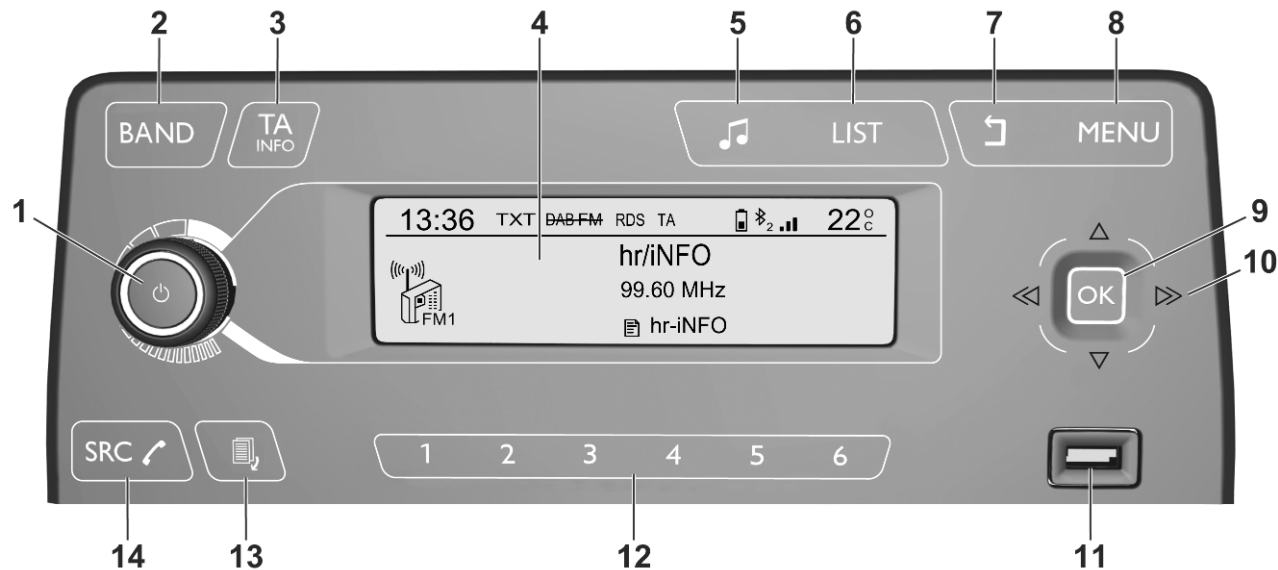 2 3 4 5 6 7 8
BAND TA INFO LIST MENU
1
13:36 TXT DAB FM RDS TA 2 22°C
hr/iNFO
99.60 MHz
FM1 hr-iNFO
9
OK
10
SRC
1 2 3 4 5 6
14 13 12 11